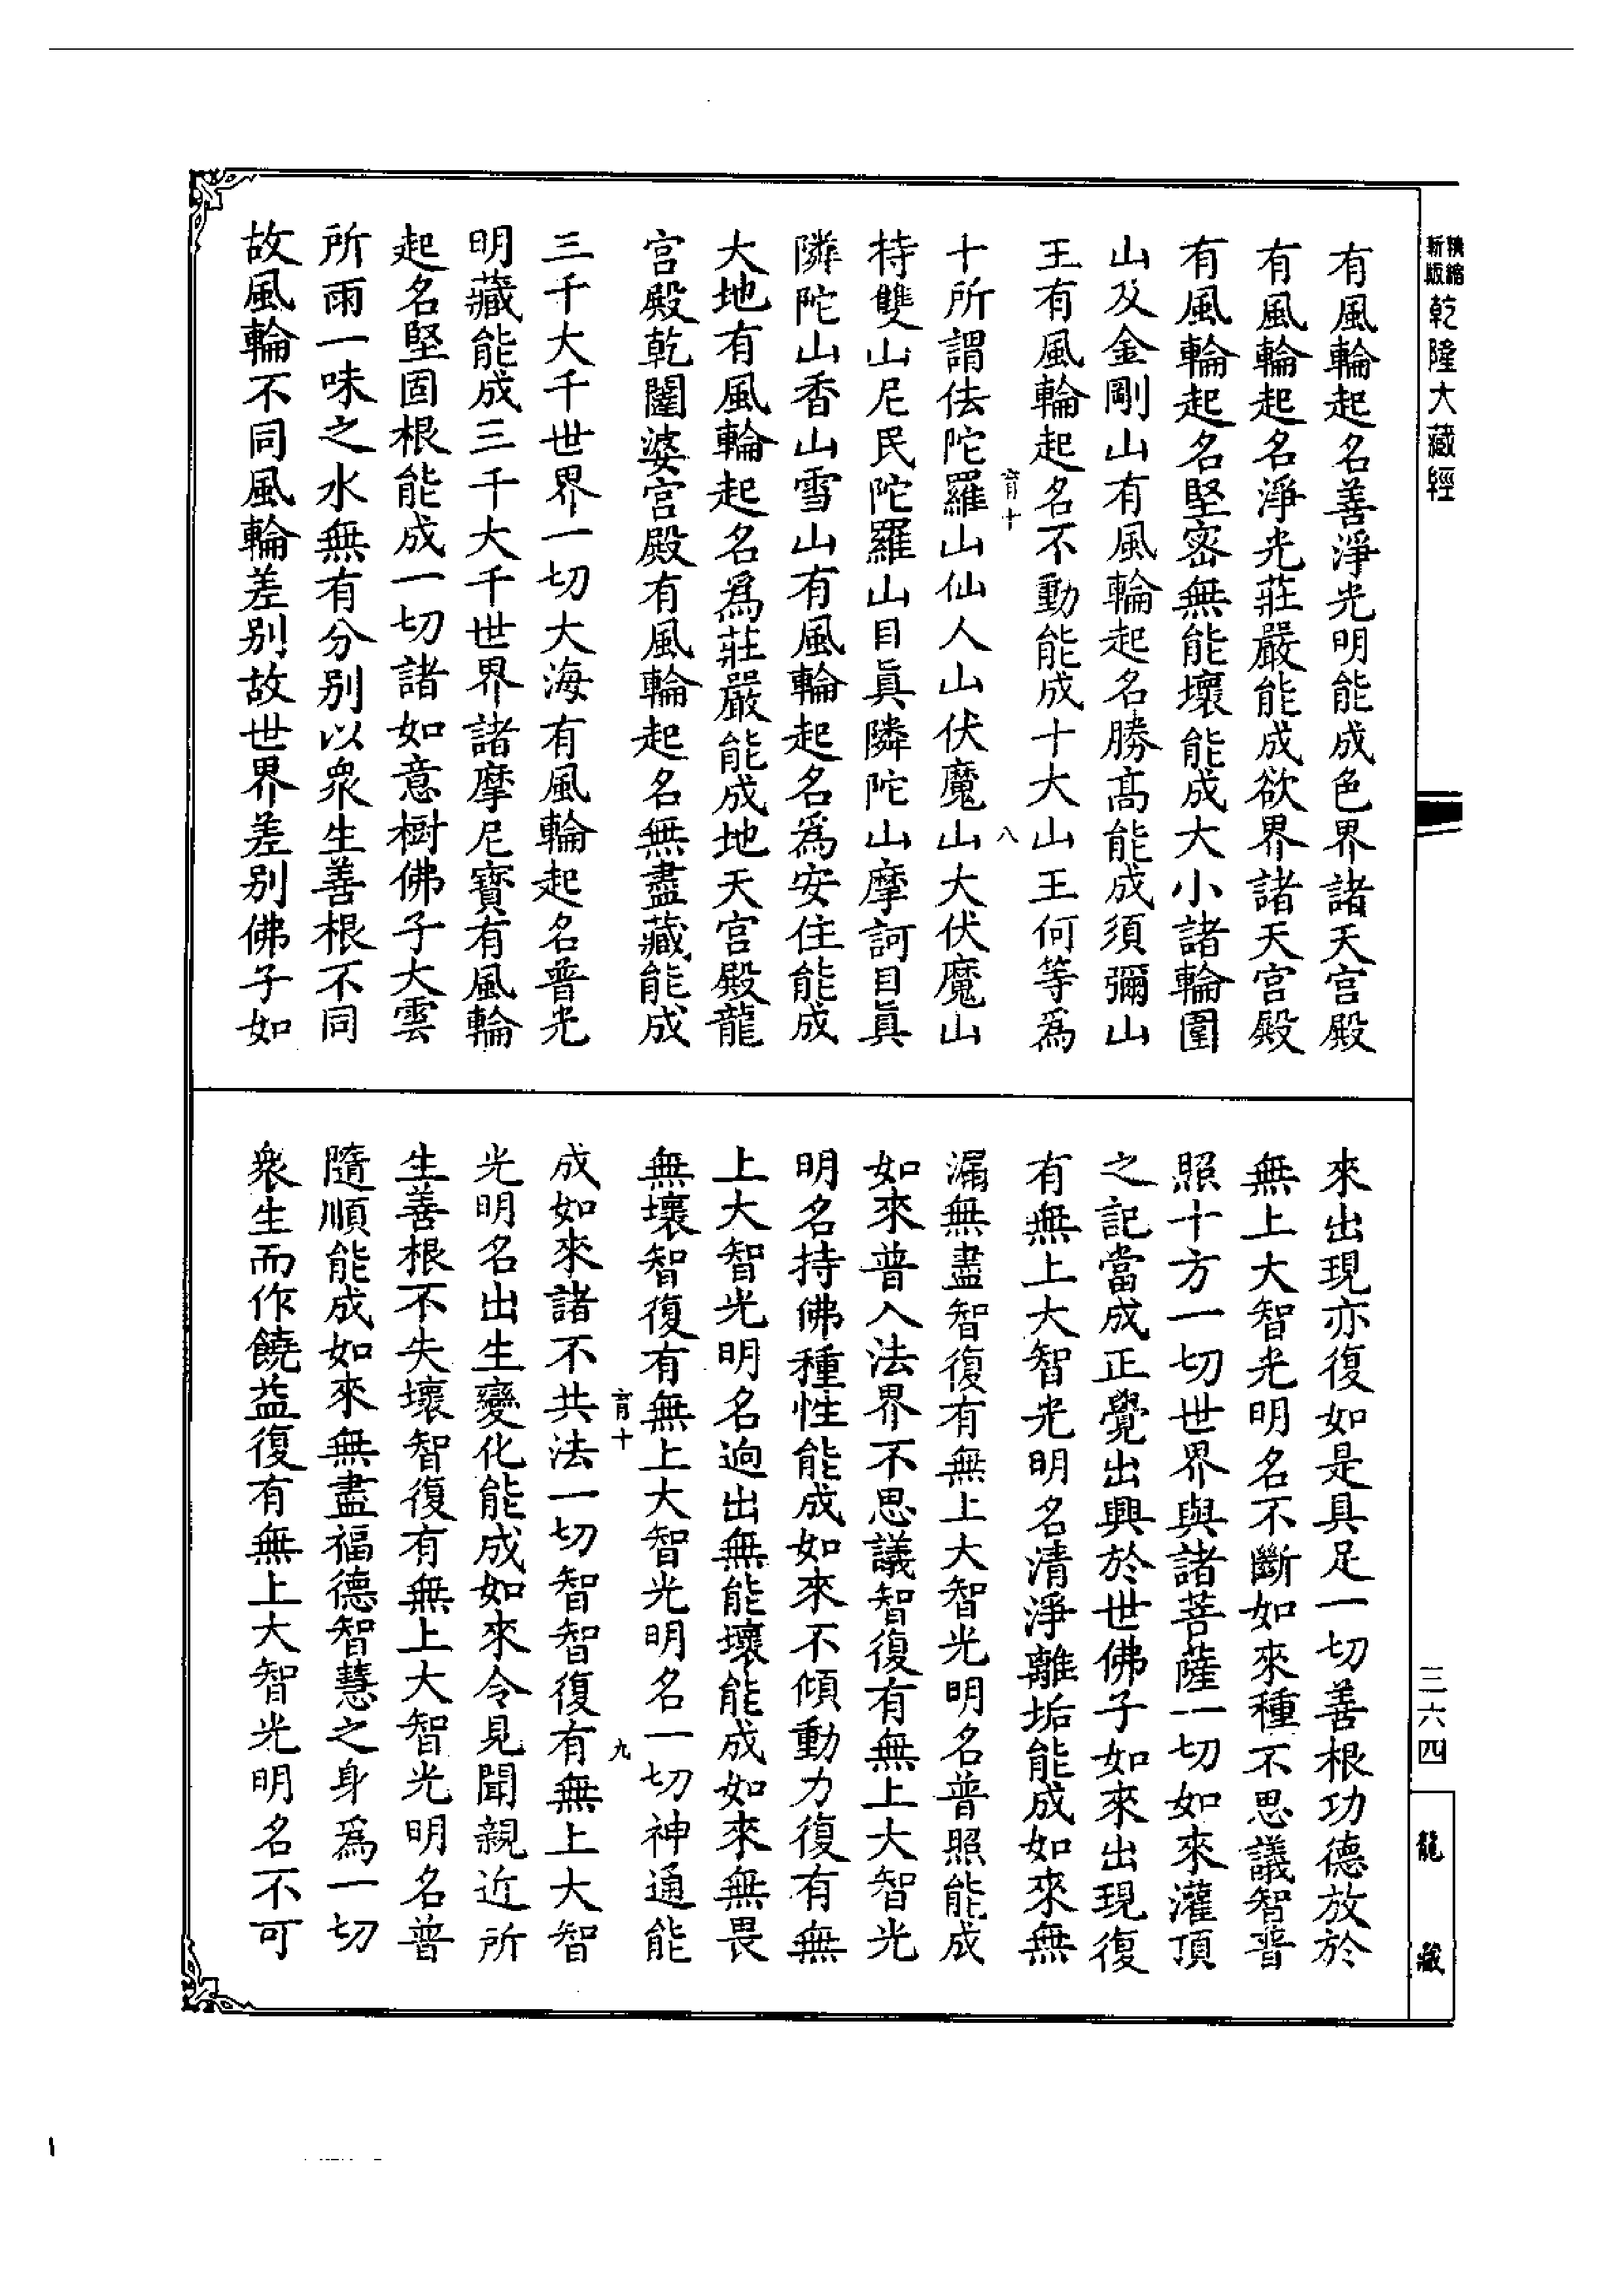 精縮
新版
乾隆大藏經
有風輪起名善淨光明能成色界諸天宮殿
有風輪起名淨光莊嚴能成欲界諸天宮殿
有風輪起名堅密無能壞能成大小諸輪圍
山及金剛山有風輪起名勝高能成須彌山
王有風輪起名不動能成十大山王何等為
育十
八
十所謂佉陀羅山仙人山伏魔山大伏魔山
持雙山尼民陀羅山目真隣陀山摩訶目真
隣陀山香山雪山有風輪起名為安住能成
大地有風輪起名為莊嚴能成地天宮殿龍
宮殿乾闥婆宮殿有風輪起名無盡藏能成
三千大千世界一切大海有風輪起名普光
明藏能成三千大千世界諸摩尼寶有風輪
起名堅固根能成一切諸如意樹佛子大雲
所雨一味之水無有分別以衆生善根不同
故風輪不同風輪差別故世界差別佛子如
來出現亦復如是具足一切善根功德放於
無上大智光明名不斷如來種不思議智普
照十方一切世界與諸菩薩一切如來灌頂
之記當成正覺出興於世佛子如來出現復
有無上大智光明名清淨離垢能成如來無
漏無盡智復有無上大智光明名普照能成
如來普入法界不思議智復有無上大智光
明名持佛種性能成如來不傾動力復有無
上大智光明名迥出無能壞能成如來無畏
無壞智復有無上大智光明名一切神通能
育十
九
成如來諸不共法一切智智復有無上大智
光明名出生變化能成如來令見聞親近所
生善根不失壞智復有無上大智光明名普
隨順能成如來無盡福德智慧之身為一切
衆生而作饒益復有無上大智光明名不可
三六四
龍藏